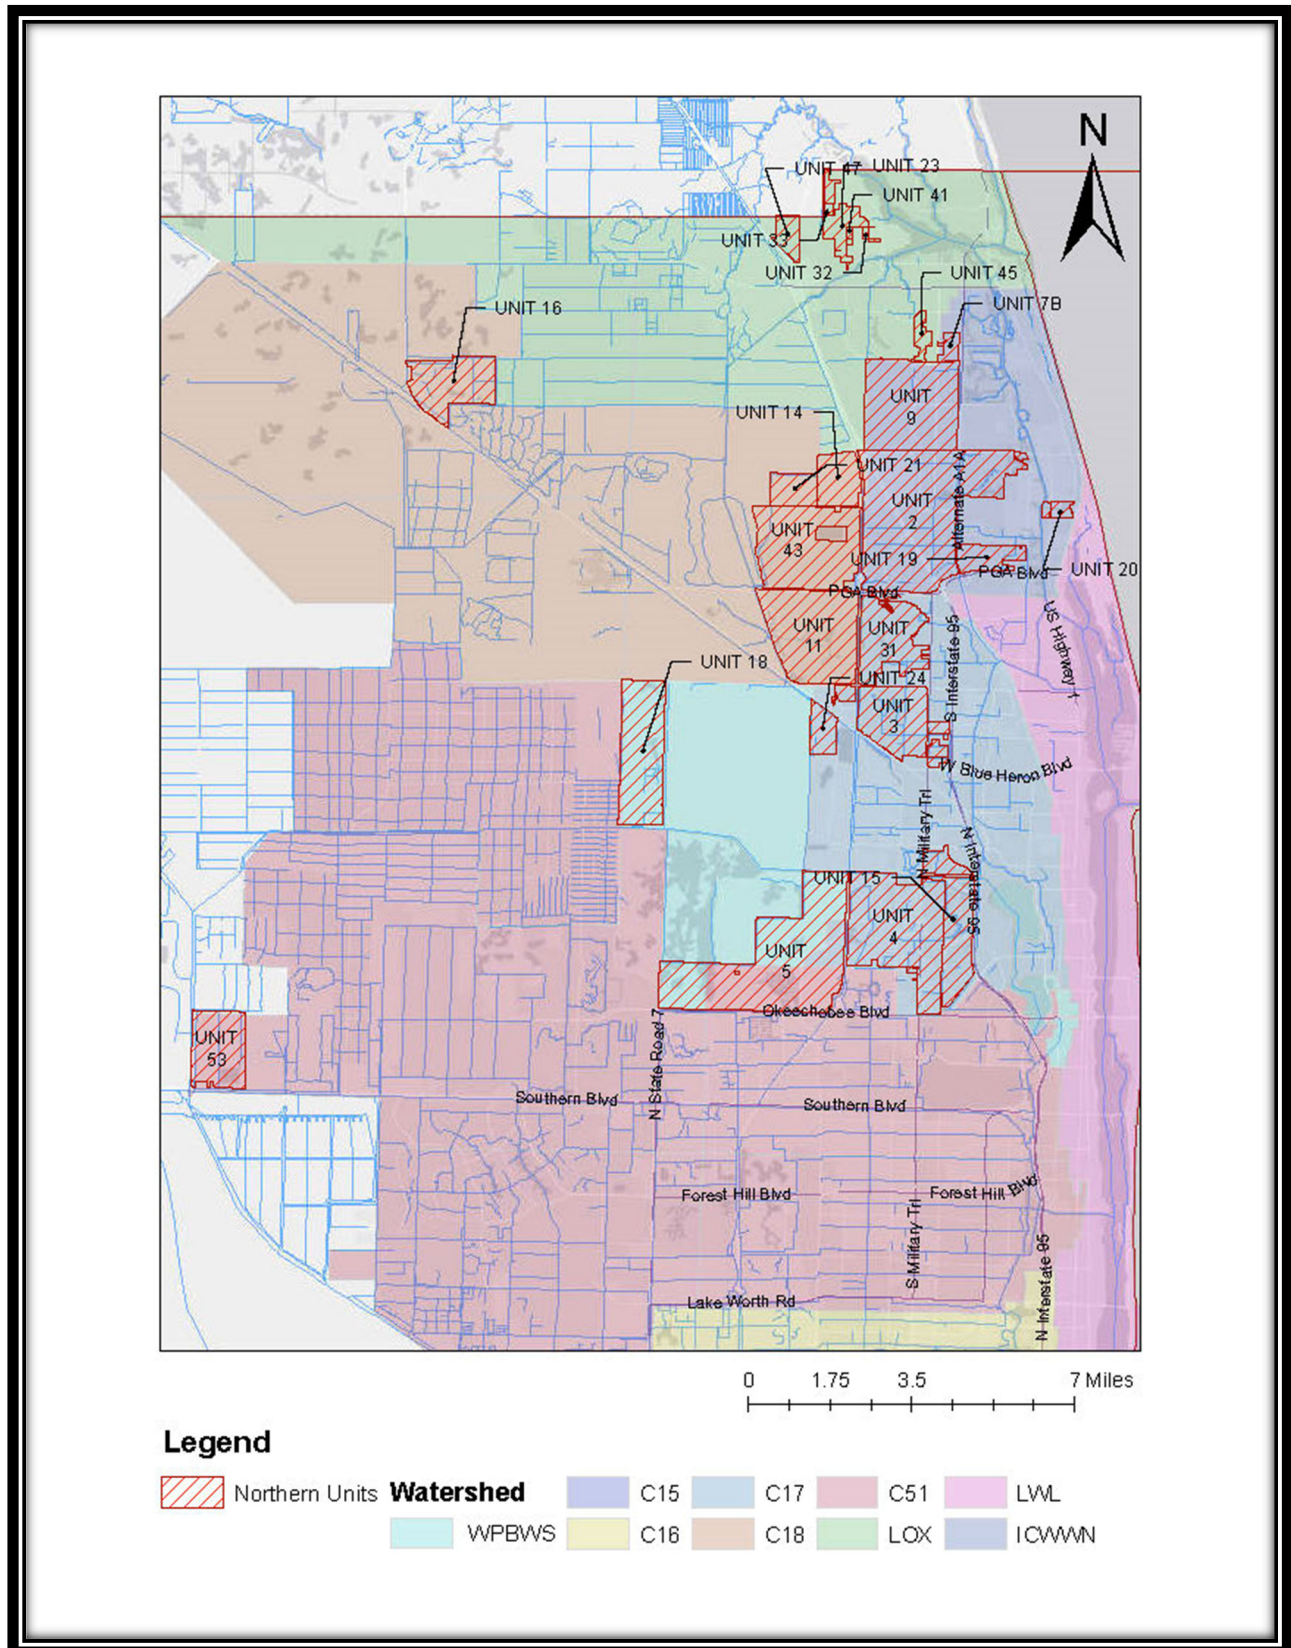 N
UNIT 47
UNIT 23
UNIT 41
UNIT 33
UNIT 32
UNIT 45
UNIT 16
UNIT 7B
UNIT
9
UNIT 14
UNIT 21
UNIT
2
Alternate A1A
UNIT
43
UNIT 19
PGA Blvd
UNIT 20
PGA Blvd
UNIT
11
UNIT
31
S Interstate 95
US Highway 1
UNIT 18
UNIT 24
UNIT
3
W Blue Heron Blvd
N Military Trl
N Interstate 95
UNIT 15
UNIT
4
UNIT
5
Okeechobee Blvd
UNIT
53
N State Road 7
Southern Blvd
Southern Blvd
Forest Hill Blvd
Forest Hill Blvd
S Military Trl
N Interstate 95
Lake Worth Rd
0 1.75 3.5 7 Miles
Legend
Northern Units Watershed C15 C17 C51 LWL
WPBWS C16 C18 LOX ICWWN